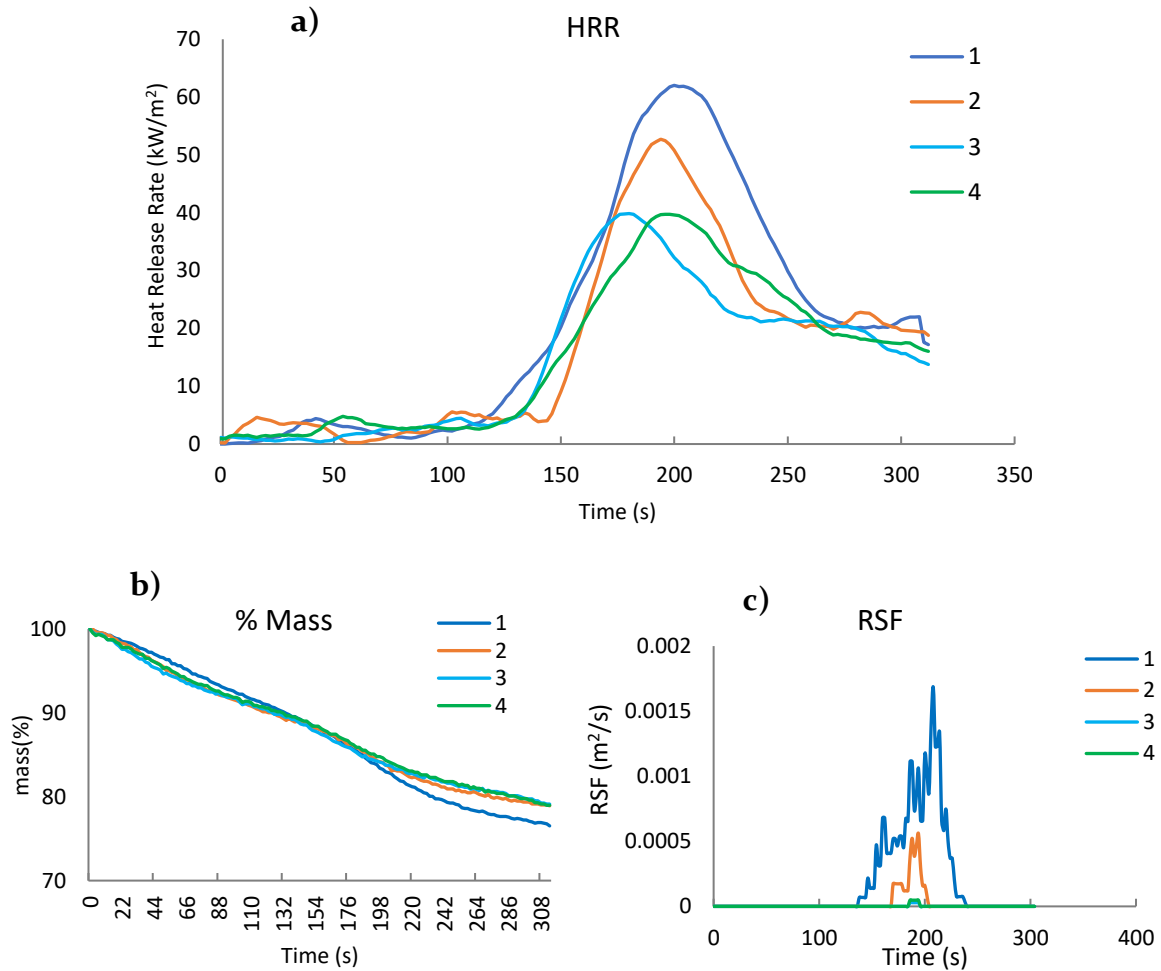 a)
HRR
70
60
50
40
30
20
10
0
Heat Release Rate (kW/m²)
0 50 100 150 200 250 300 350
Time (s)
1
2
3
4
b)
% Mass
100
90
80
70
mass(%)
0 22 44 66 88 110 132 154 176 198 220 242 264 286 308
Time (s)
1
2
3
4
c)
RSF
0.002
0.0015
0.001
0.0005
0
RSF (m²/s)
0 100 200 300 400
Time (s)
1
2
3
4